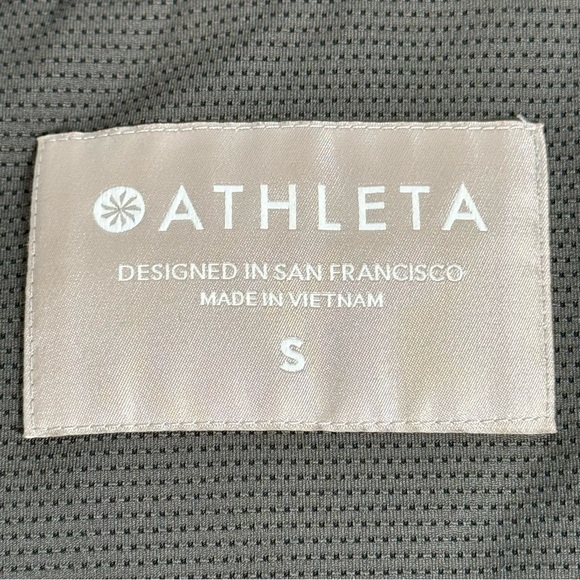 ATHLETA
DESIGNED IN SAN FRANCISCO
MADE IN VIETNAM
S